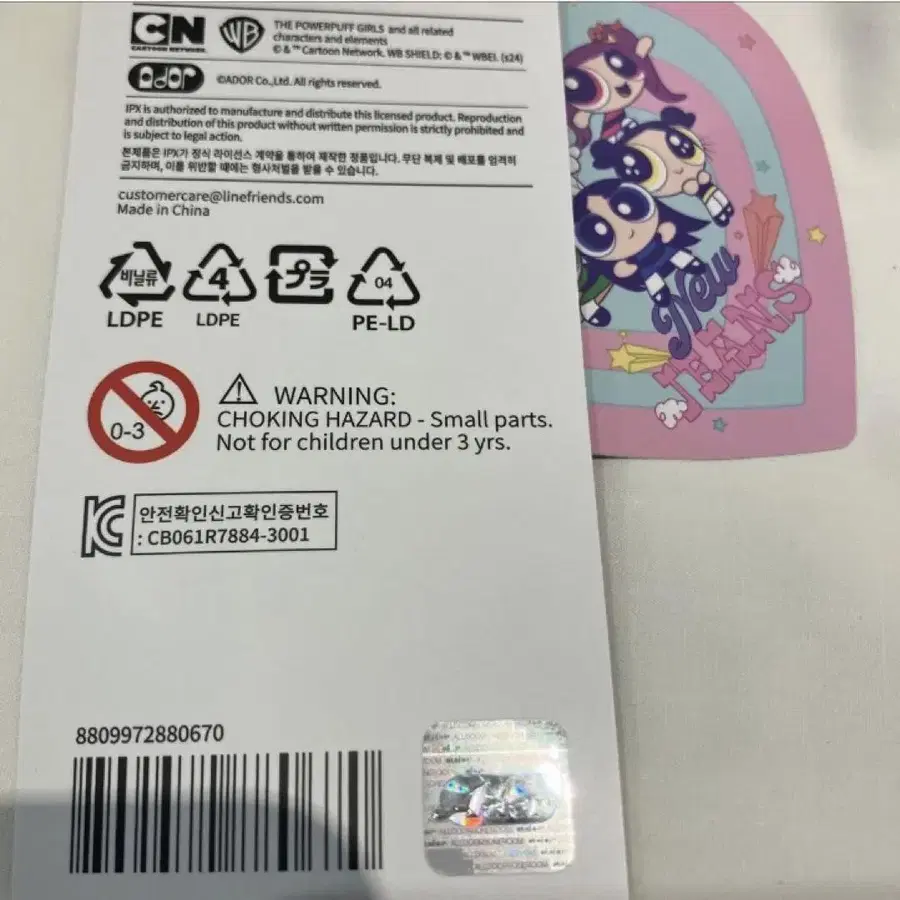 CN
CARTOON NETWORK
WB
THE POWERPUFF GIRLS and all related
characters and elements
© & ™ Cartoon Network. WB SHIELD: © & ™ WBEI. (s24)
ador
©ADOR Co.,Ltd. All rights reserved.
IPX is authorized to manufacture and distribute this licensed product. Reproduction
and distribution of this product without written permission is strictly prohibited and
is subject to legal action.
본제품은 IPX가 정식 라이선스 계약을 통하여 제작한 정품입니다. 무단 복제 및 배포를 엄격히
금지하며, 이를 위반할 때에는 형사처벌을 받을 수 있습니다.
customercare@linefriends.com
Made in China
비닐류
LDPE
4
LDPE
プラ
04
PE-LD
0-3
WARNING:
CHOKING HAZARD - Small parts.
Not for children under 3 yrs.
KC
안전확인신고확인증번호
: CB061R7884-3001
8809972880670
New
JEANS